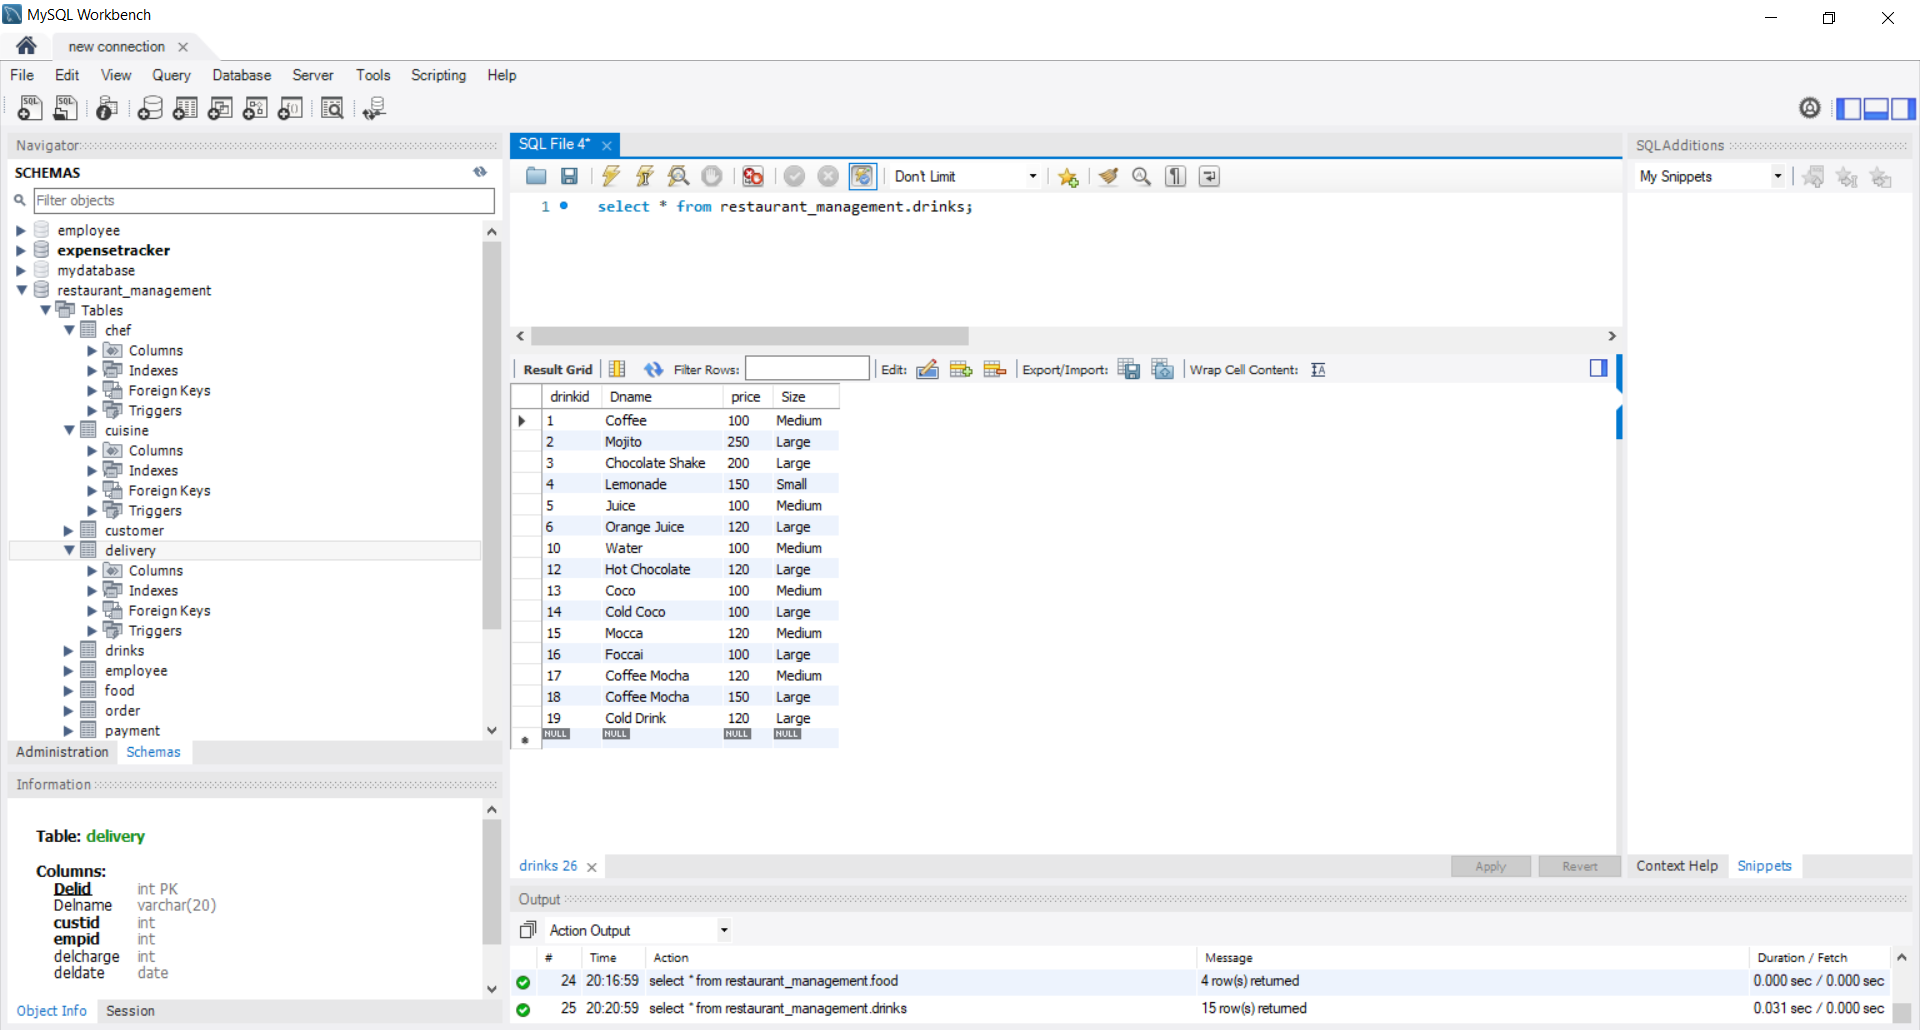 MySQL Workbench
new connection
File Edit View Query Database Server Tools Scripting Help
Navigator
SCHEMAS
Filter objects
employee
expensetracker
mydatabase
restaurant_management
Tables
chef
Columns
Indexes
Foreign Keys
Triggers
cuisine
Columns
Indexes
Foreign Keys
Triggers
customer
delivery
Columns
Indexes
Foreign Keys
Triggers
drinks
employee
food
order
payment
Administration Schemas
Information
Table: delivery
Columns:
Delid int PK
Delname varchar(20)
custid int
empid int
delcharge int
deldate date
Object Info Session
SQL File 4*
Don't Limit
1 select * from restaurant_management.drinks;
Result Grid Filter Rows: Edit: Export/Import: Wrap Cell Content:
drinkid Dname price Size
1 Coffee 100 Medium
2 Mojito 250 Large
3 Chocolate Shake 200 Large
4 Lemonade 150 Small
5 Juice 100 Medium
6 Orange Juice 120 Large
10 Water 100 Medium
12 Hot Chocolate 120 Large
13 Coco 100 Medium
14 Cold Coco 100 Large
15 Mocca 120 Medium
16 Foccai 100 Large
17 Coffee Mocha 120 Medium
18 Coffee Mocha 150 Large
19 Cold Drink 120 Large
NULL NULL NULL NULL
drinks 26
Apply Revert
SQLAdditions
My Snippets
Context Help Snippets
Output
Action Output
# Time Action Message Duration / Fetch
24 20:16:59 select * from restaurant_management.food 4 row(s) returned 0.000 sec / 0.000 sec
25 20:20:59 select * from restaurant_management.drinks 15 row(s) returned 0.031 sec / 0.000 sec